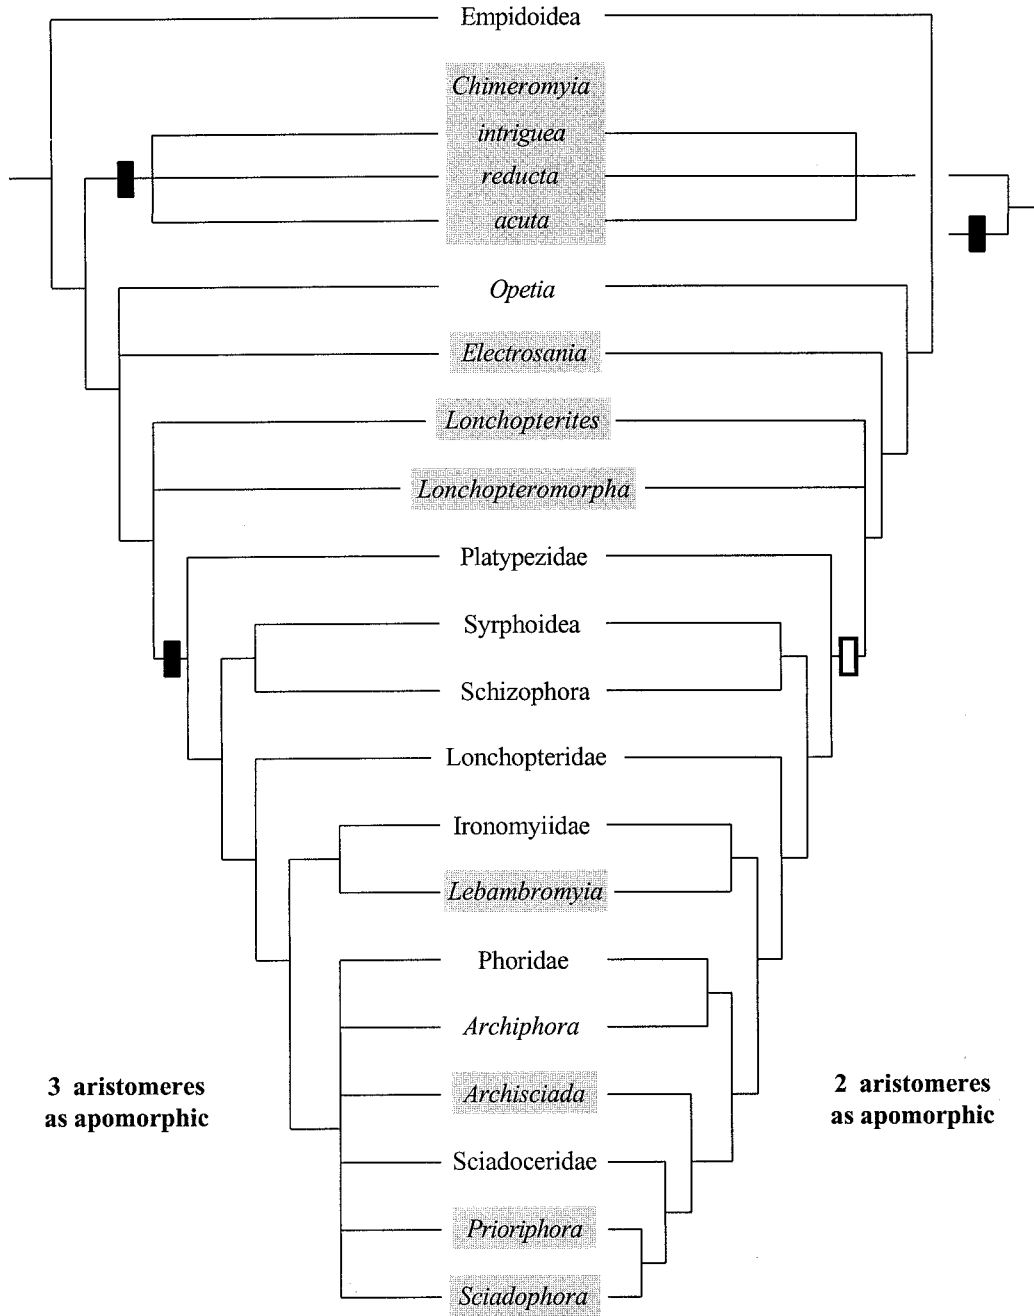 Empidoidea
Chimeromyia
intriguea
reducta
acuta
Opetia
Electrosania
Lonchopterites
Lonchopteromorpha
Platypezidae
Syrphoidea
Schizophora
Lonchopteridae
Ironomyiidae
Lebambromyia
Phoridae
Archiphora
3 aristomeres
as apomorphic
2 aristomeres
as apomorphic
Archisciada
Sciadoceridae
Prioriphora
Sciadophora